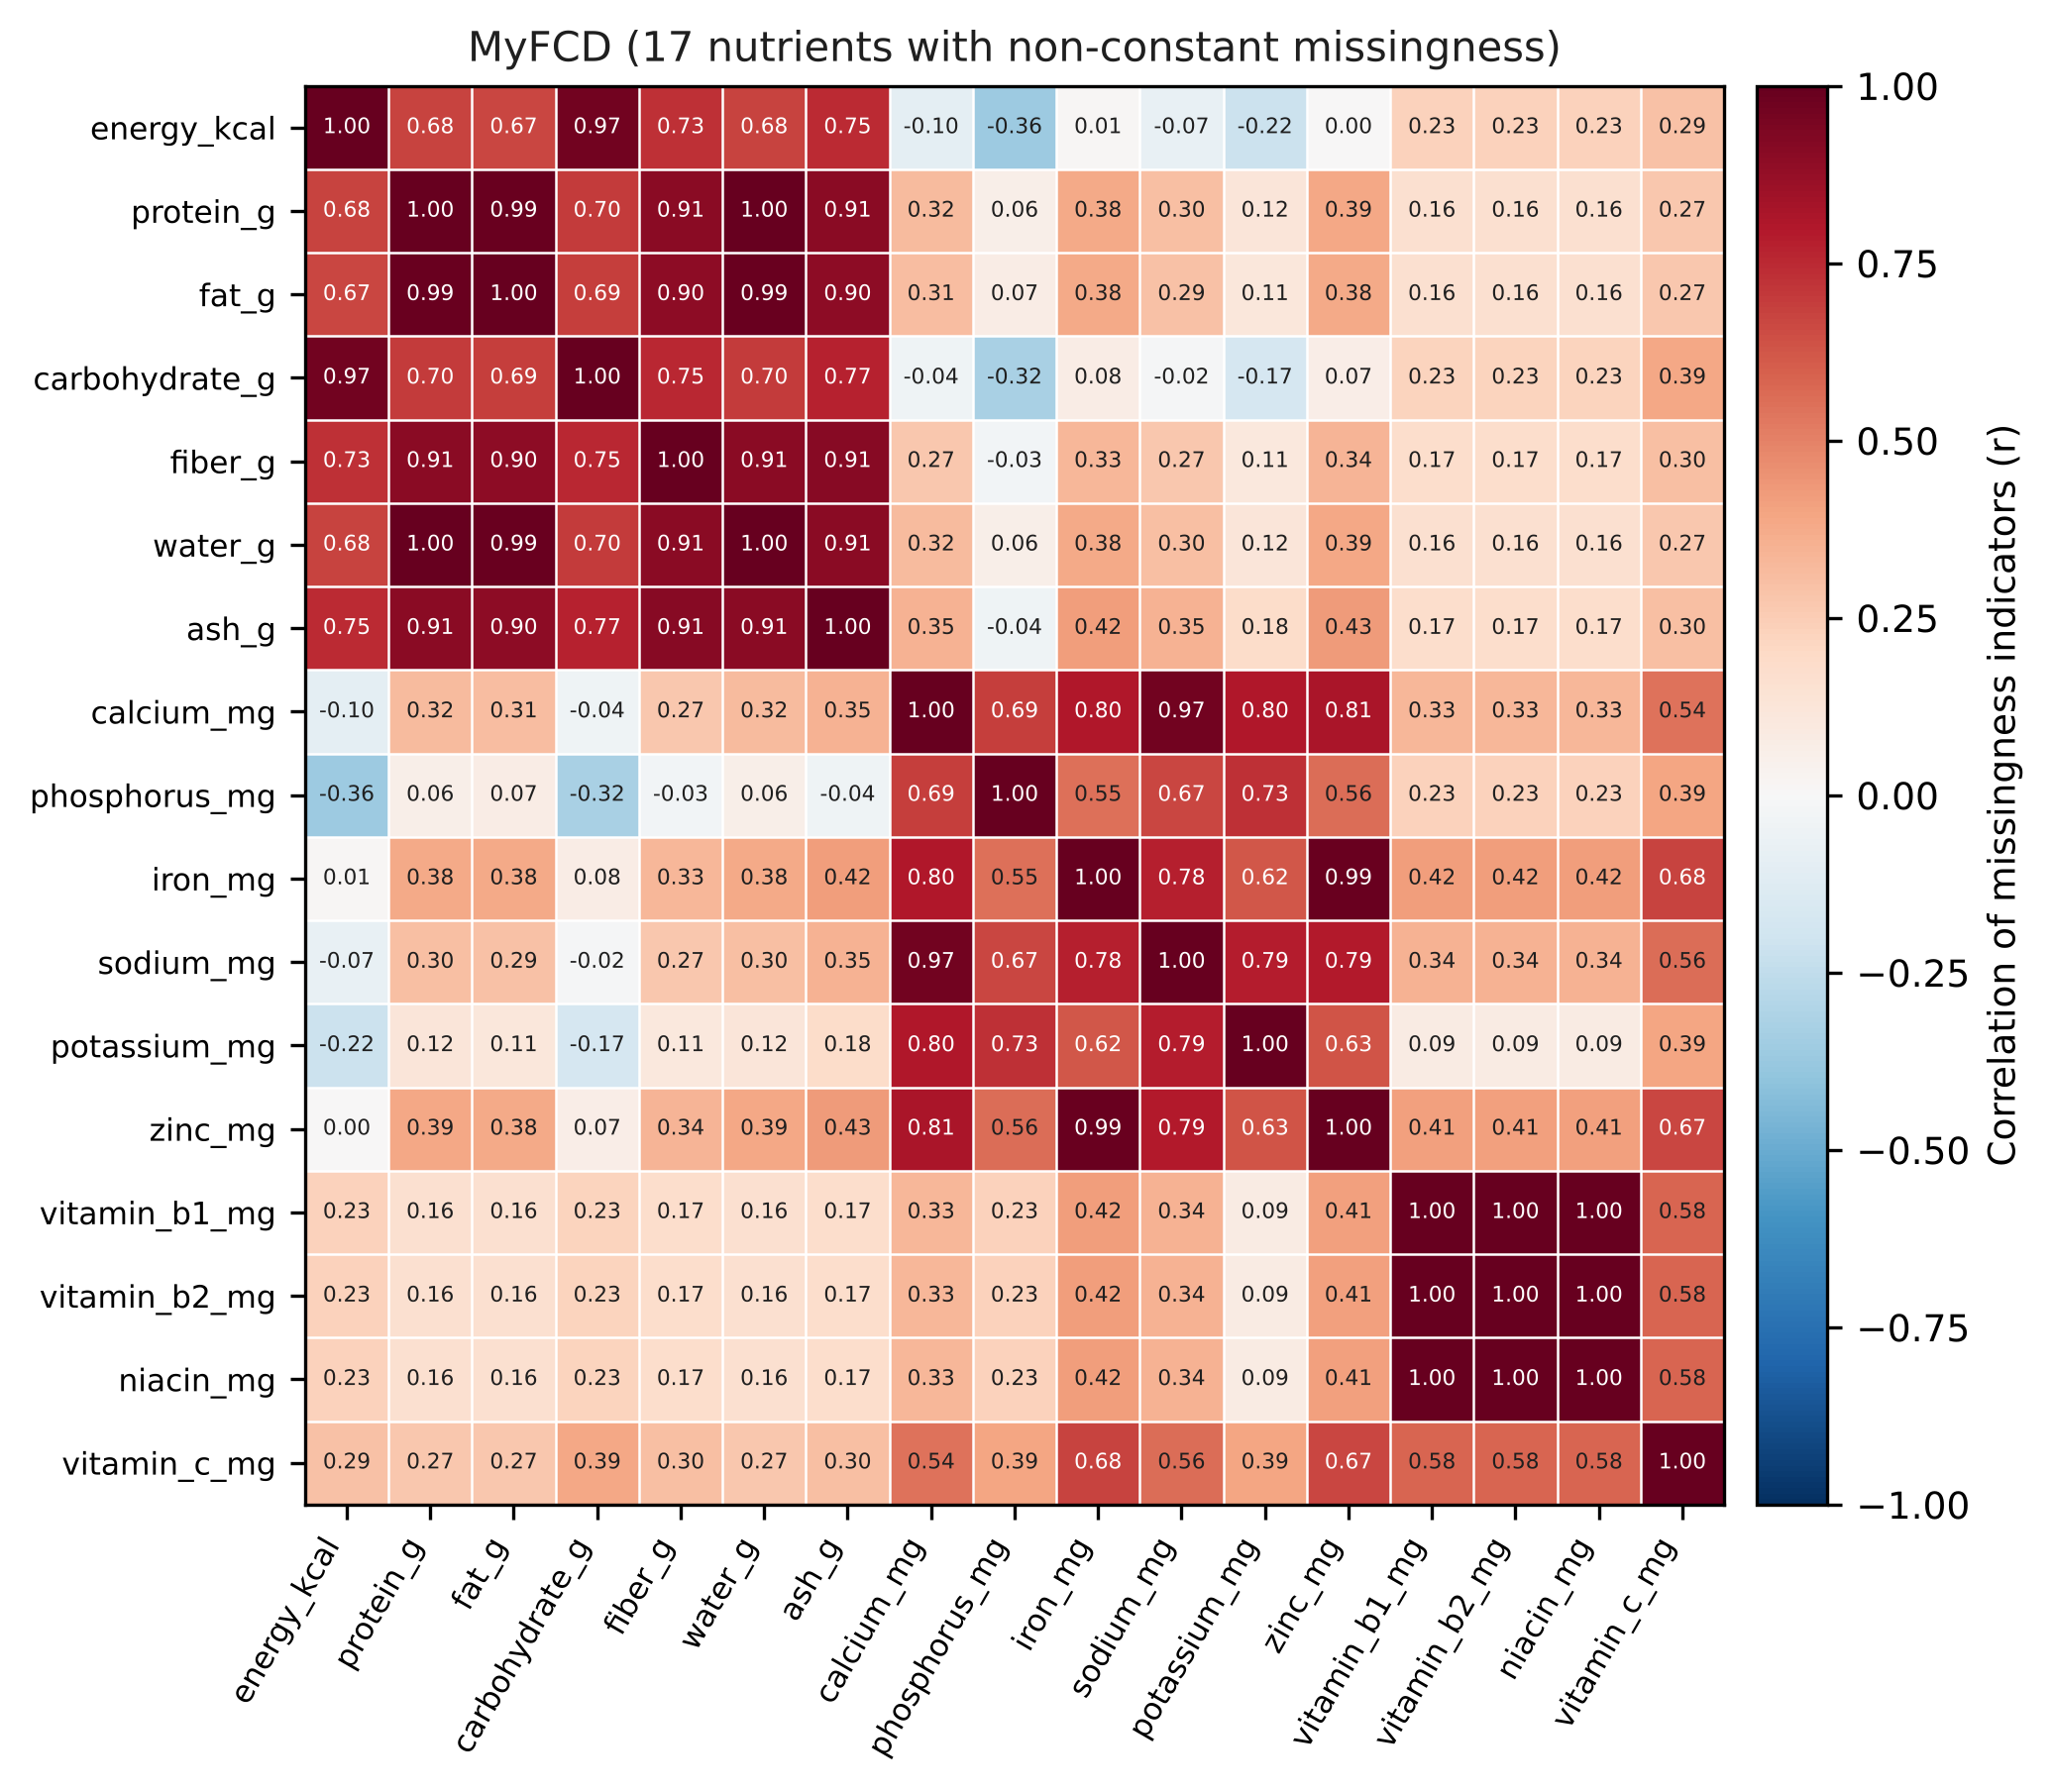 MyFCD (17 nutrients with non-constant missingness)
energy_kcal 1.00 0.68 0.67 0.97 0.73 0.68 0.75 -0.10 -0.36 0.01 -0.07 -0.22 0.00 0.23 0.23 0.23 0.29
protein_g 0.68 1.00 0.99 0.70 0.91 1.00 0.91 0.32 0.06 0.38 0.30 0.12 0.39 0.16 0.16 0.16 0.27
fat_g 0.67 0.99 1.00 0.69 0.90 0.99 0.90 0.31 0.07 0.38 0.29 0.11 0.38 0.16 0.16 0.16 0.27
carbohydrate_g 0.97 0.70 0.69 1.00 0.75 0.70 0.77 -0.04 -0.32 0.08 -0.02 -0.17 0.07 0.23 0.23 0.23 0.39
fiber_g 0.73 0.91 0.90 0.75 1.00 0.91 0.91 0.27 -0.03 0.33 0.27 0.11 0.34 0.17 0.17 0.17 0.30
water_g 0.68 1.00 0.99 0.70 0.91 1.00 0.91 0.32 0.06 0.38 0.30 0.12 0.39 0.16 0.16 0.16 0.27
ash_g 0.75 0.91 0.90 0.77 0.91 0.91 1.00 0.35 -0.04 0.42 0.35 0.18 0.43 0.17 0.17 0.17 0.30
calcium_mg -0.10 0.32 0.31 -0.04 0.27 0.32 0.35 1.00 0.69 0.80 0.97 0.80 0.81 0.33 0.33 0.33 0.54
phosphorus_mg -0.36 0.06 0.07 -0.32 -0.03 0.06 -0.04 0.69 1.00 0.55 0.67 0.73 0.56 0.23 0.23 0.23 0.39
iron_mg 0.01 0.38 0.38 0.08 0.33 0.38 0.42 0.80 0.55 1.00 0.78 0.62 0.99 0.42 0.42 0.42 0.68
sodium_mg -0.07 0.30 0.29 -0.02 0.27 0.30 0.35 0.97 0.67 0.78 1.00 0.79 0.79 0.34 0.34 0.34 0.56
potassium_mg -0.22 0.12 0.11 -0.17 0.11 0.12 0.18 0.80 0.73 0.62 0.79 1.00 0.63 0.09 0.09 0.09 0.39
zinc_mg 0.00 0.39 0.38 0.07 0.34 0.39 0.43 0.81 0.56 0.99 0.79 0.63 1.00 0.41 0.41 0.41 0.67
vitamin_b1_mg 0.23 0.16 0.16 0.23 0.17 0.16 0.17 0.33 0.23 0.42 0.34 0.09 0.41 1.00 1.00 1.00 0.58
vitamin_b2_mg 0.23 0.16 0.16 0.23 0.17 0.16 0.17 0.33 0.23 0.42 0.34 0.09 0.41 1.00 1.00 1.00 0.58
niacin_mg 0.23 0.16 0.16 0.23 0.17 0.16 0.17 0.33 0.23 0.42 0.34 0.09 0.41 1.00 1.00 1.00 0.58
vitamin_c_mg 0.29 0.27 0.27 0.39 0.30 0.27 0.30 0.54 0.39 0.68 0.56 0.39 0.67 0.58 0.58 0.58 1.00
energy_kcal
protein_g
fat_g
carbohydrate_g
fiber_g
water_g
ash_g
calcium_mg
phosphorus_mg
iron_mg
sodium_mg
potassium_mg
zinc_mg
vitamin_b1_mg
vitamin_b2_mg
niacin_mg
vitamin_c_mg
1.00
0.75
0.50
0.25
0.00
−0.25
−0.50
−0.75
−1.00
Correlation of missingness indicators (r)